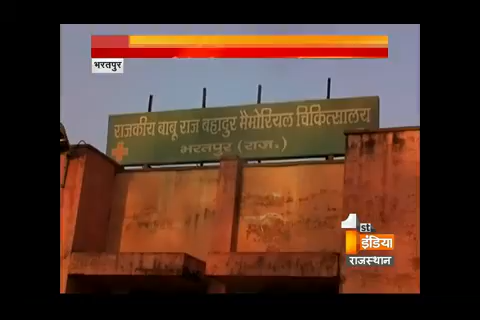 भरतपुर
राजकीय बाबू राज बहादुर मैमोरियल चिकित्सालय
भरतपुर (राज.)
1st
इंडिया
राजस्थान